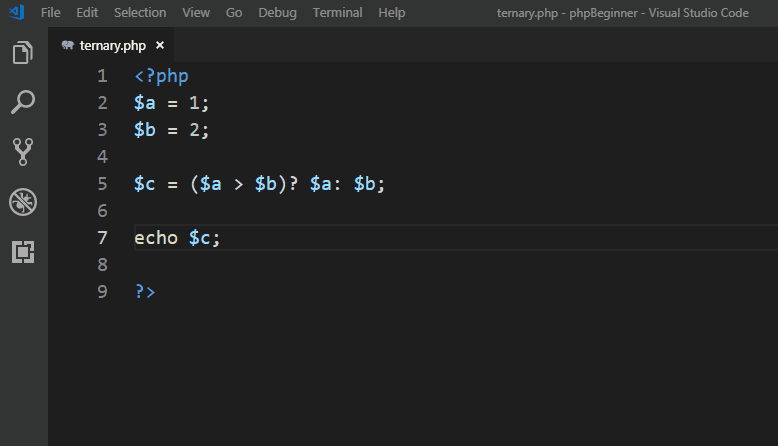 File Edit Selection View Go Debug Terminal Help ternary.php - phpBeginner - Visual Studio Code
ternary.php ×
1 <?php
2 $a = 1;
3 $b = 2;
4
5 $c = ($a > $b)? $a: $b;
6
7 echo $c;
8
9 ?>